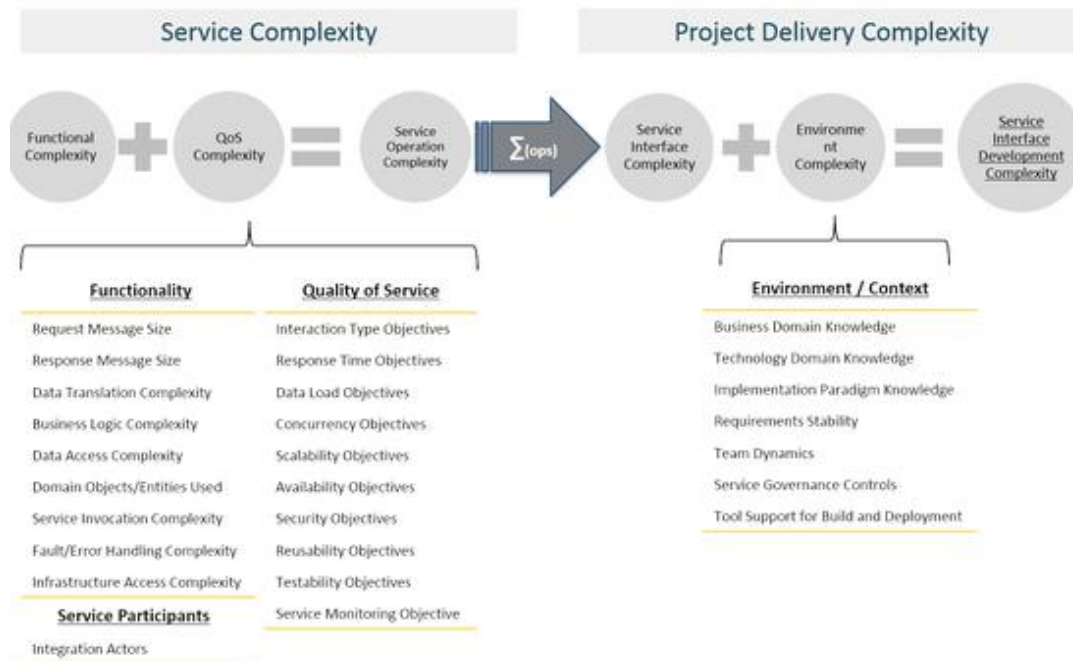 Service Complexity
Project Delivery Complexity
Functional
Complexity
QoS
Complexity
Service
Operation
Complexity
∑(ops)
Service
Interface
Complexity
Environme
nt
Complexity
Service
Interface
Development
Complexity
Functionality
Request Message Size
Response Message Size
Data Translation Complexity
Business Logic Complexity
Data Access Complexity
Domain Objects/Entities Used
Service Invocation Complexity
Fault/Error Handling Complexity
Infrastructure Access Complexity
Service Participants
Integration Actors
Quality of Service
Interaction Type Objectives
Response Time Objectives
Data Load Objectives
Concurrency Objectives
Scalability Objectives
Availability Objectives
Security Objectives
Reusability Objectives
Testability Objectives
Service Monitoring Objective
Environment / Context
Business Domain Knowledge
Technology Domain Knowledge
Implementation Paradigm Knowledge
Requirements Stability
Team Dynamics
Service Governance Controls
Tool Support for Build and Deployment